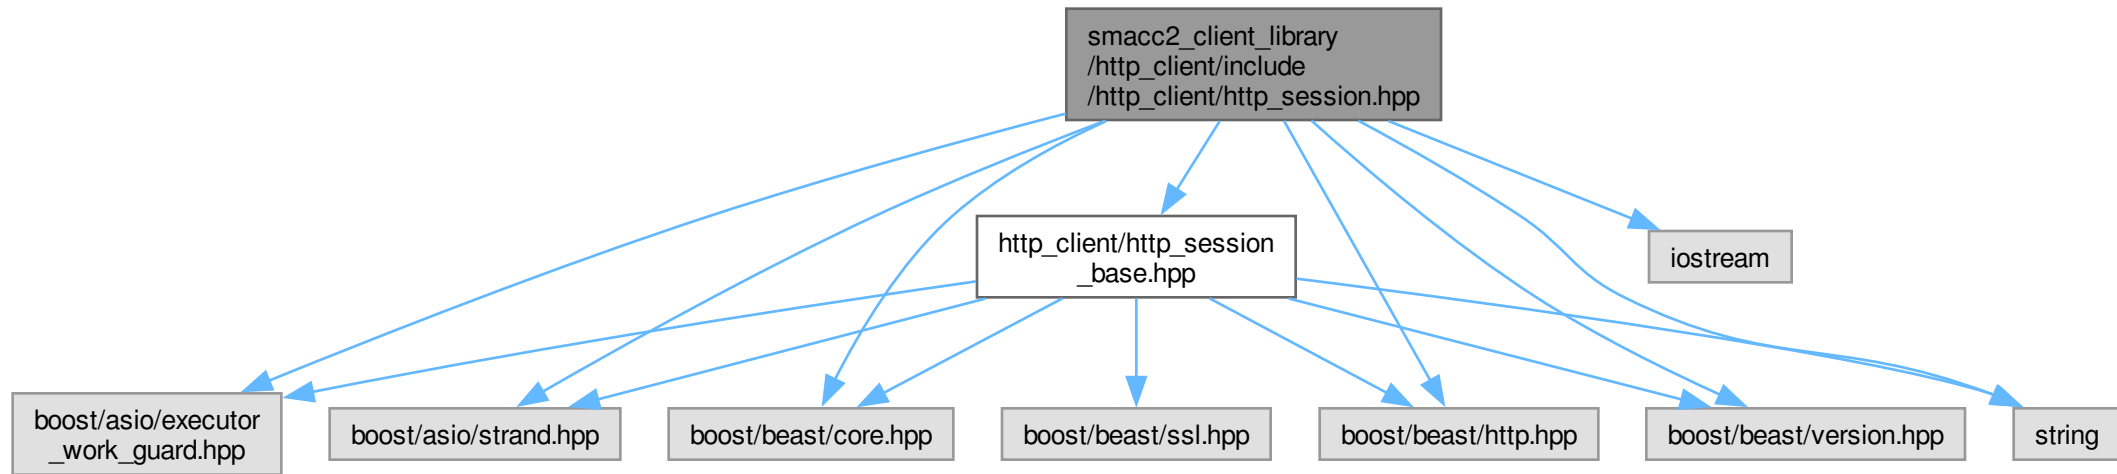 smacc2_client_library
/http_client/include
/http_client/http_session.hpp
http_client/http_session
_base.hpp
iostream
boost/asio/executor
_work_guard.hpp
boost/asio/strand.hpp
boost/beast/core.hpp
boost/beast/ssl.hpp
boost/beast/http.hpp
boost/beast/version.hpp
string